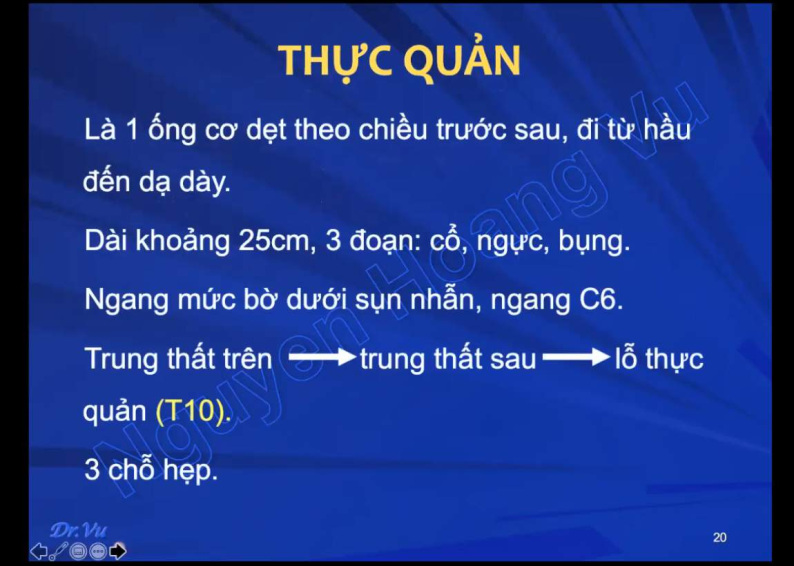 THỰC QUẢN
Là 1 ống cơ dẹt theo chiều trước sau, đi từ hầu
đến dạ dày.
Dài khoảng 25cm, 3 đoạn: cổ, ngực, bụng.
Ngang mức bờ dưới sụn nhẫn, ngang C6.
Trung thất trên → trung thất sau → lỗ thực
quản (T10).
3 chỗ hẹp.
Nguyen Hoang Vu
Dr.Vu
20